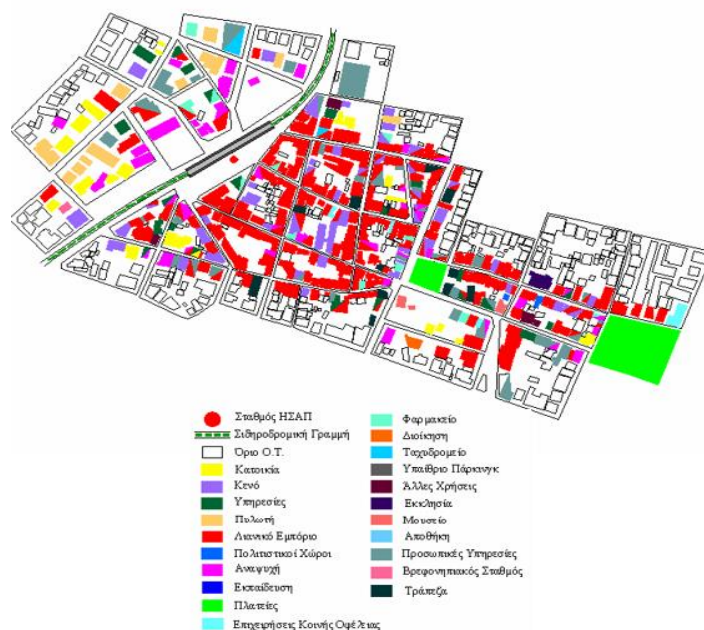 Σταθμός ΗΣΑΠ
Σιδηροδρομική Γραμμή
Όριο Ο.Τ.
Κατοικία
Κενό
Υπηρεσίες
Πυλωτή
Λιανικό Εμπόριο
Πολιτιστικοί Χώροι
Αναψυχή
Εκπαίδευση
Πλατείες
Επιχειρήσεις Κοινής Οφέλειας
Φαρμακείο
Διοίκηση
Ταχυδρομείο
Υπαίθριο Πάρκινγκ
Άλλες Χρήσεις
Εκκλησία
Μουσείο
Αποθήκη
Προσωπικές Υπηρεσίες
Βρεφονηπιακός Σταθμός
Τράπεζα